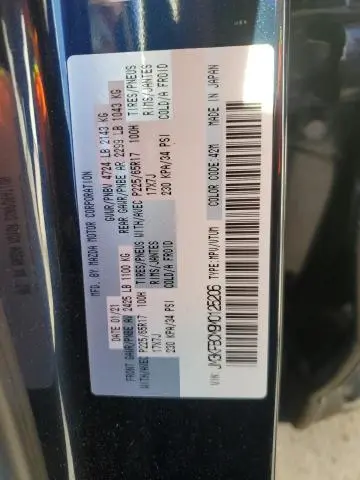 MFD. BY MAZDA MOTOR CORPORATION
DATE 01/21 GVWR/PNBV 4724 LB 2143 KG
FRONT GAWR/PNBE AV 2425 LB 1100 KG REAR GAWR/PNBE AR 2299 LB 1043 KG
WITH/AVEC P225/65R17 100H TIRES/PNEUS WITH/AVEC P225/65R17 100H TIRES/PNEUS
17X7J RIMS/JANTES 17X7J RIMS/JANTES
230 KPA/34 PSI COLD/A FROID 230 KPA/34 PSI COLD/A FROID
COLOR CODE:42M MADE IN JAPAN
TYPE:MPV/VTUM